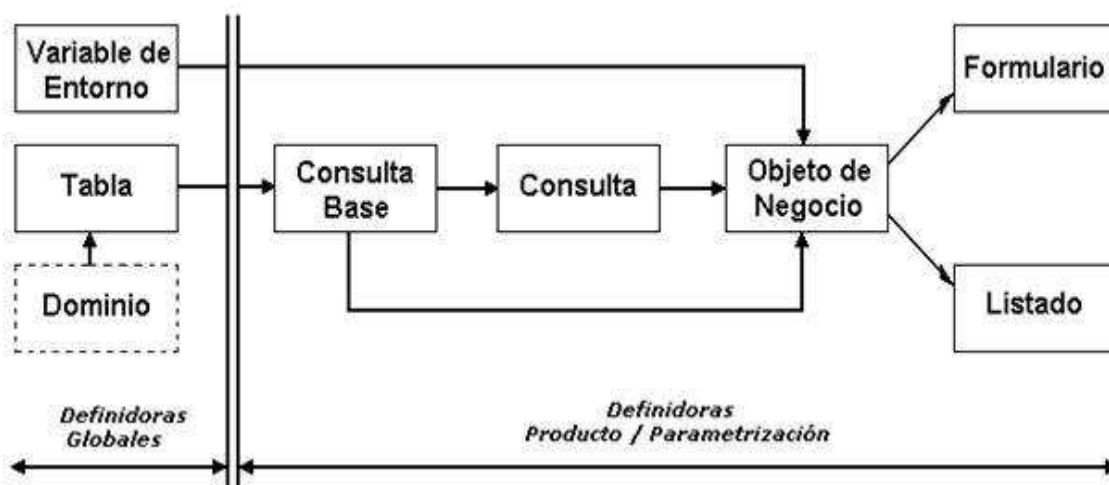 Variable de
Entorno
Formulario
Tabla
Consulta
Base
Consulta
Objeto de
Negocio
Dominio
Listado
Definidoras
Globales
Definidoras
Producto / Parametrización